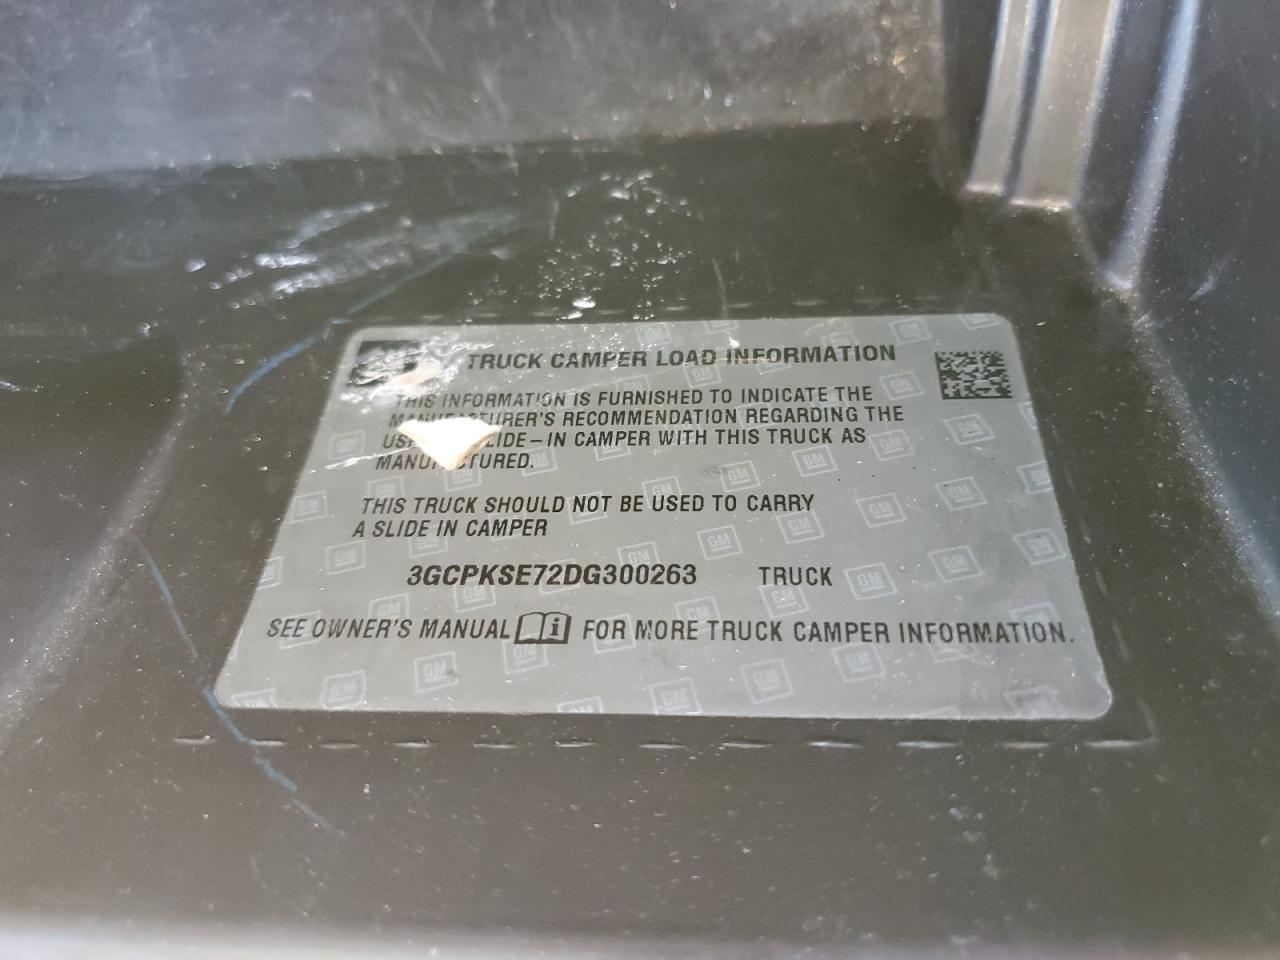 TRUCK CAMPER LOAD INFORMATION
THIS INFORMATION IS FURNISHED TO INDICATE THE
MANUFACTURER'S RECOMMENDATION REGARDING THE
SLIDE-IN CAMPER WITH THIS TRUCK AS
MANUFACTURED.
THIS TRUCK SHOULD NOT BE USED TO CARRY
A SLIDE IN CAMPER
3GCPKSE72DG300263 TRUCK
SEE OWNER'S MANUAL i FOR MORE TRUCK CAMPER INFORMATION.